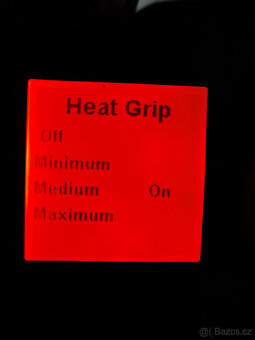 Heat Grip
Off
Minimum
Medium On
Maximum
@ Bazos.cz